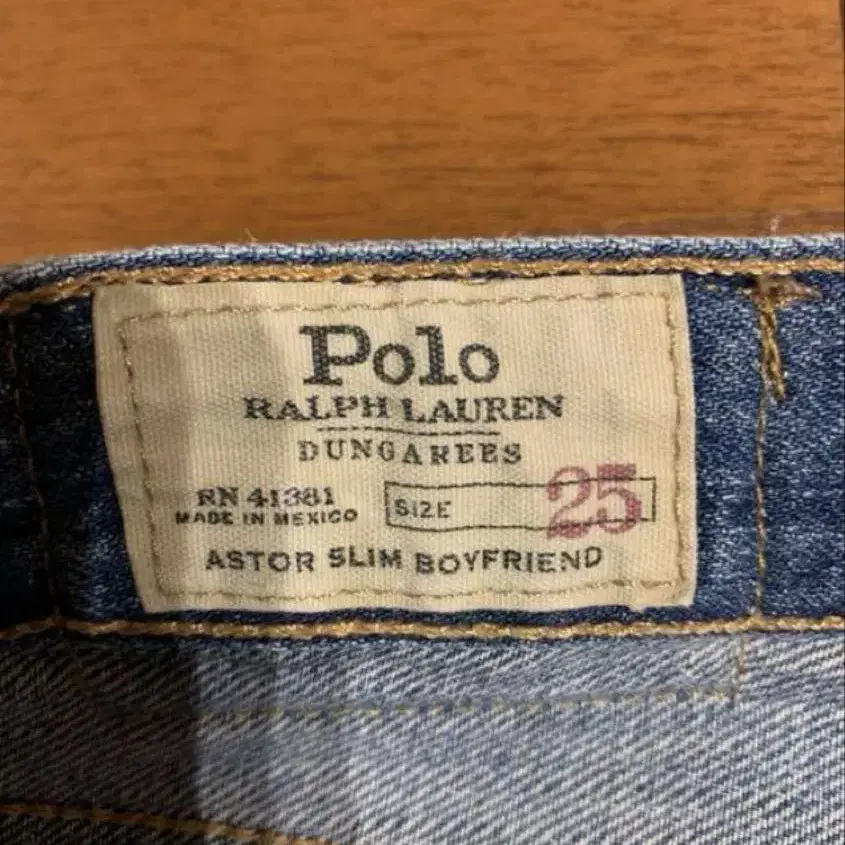 Polo
RALPH LAUREN
DUNGAREES
RN 41381
MADE IN MEXICO
SIZE 25
ASTOR SLIM BOYFRIEND